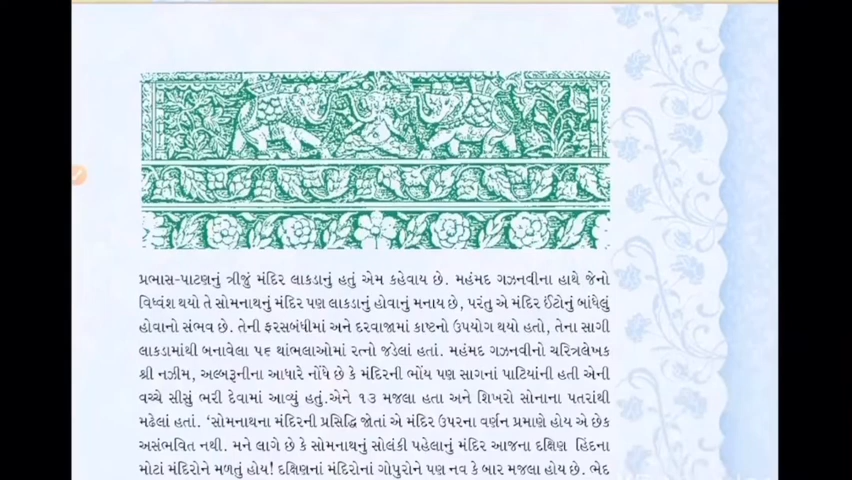 પ્રભાસ-પાટણનું ત્રીજું મંદિર લાકડાનું હતું એમ કહેવાય છે. મહંમદ ગઝનવીના હાથે જેનો
વિધ્વંશ થયો તે સોમનાથનું મંદિર પણ લાકડાનું હોવાનું મનાય છે, પરંતુ એ મંદિર ઈંટોનું બાંધેલું
હોવાનો સંભવ છે. તેની ફરસબંધીમાં અને દરવાજામાં કાષ્ટનો ઉપયોગ થયો હતો, તેના સાગી
લાકડામાંથી બનાવેલા ૫૬ થાંભલાઓમાં રત્નો જડેલાં હતાં. મહંમદ ગઝનવીનો ચરિત્રલેખક
શ્રી નઝીમ, અલ્બરૂનીના આધારે નોંધે છે કે મંદિરની ભોંય પણ સાગનાં પાટિયાંની હતી એની
વચ્ચે સીસું ભરી દેવામાં આવ્યું હતું.એને ૧૩ મજલા હતા અને શિખરો સોનાના પતરાંથી
મઢેલાં હતાં. ‘સોમનાથના મંદિરની પ્રસિદ્ધિ જોતાં એ મંદિર ઉપરના વર્ણન પ્રમાણે હોય એ છેક
અસંભવિત નથી. મને લાગે છે કે સોમનાથનું સોલંકી પહેલાનું મંદિર આજના દક્ષિણ હિંદના
મોટાં મંદિરોને મળતું હોય! દક્ષિણનાં મંદિરોનાં ગોપુરોને પણ નવ કે બાર મજલા હોય છે. ભેદ